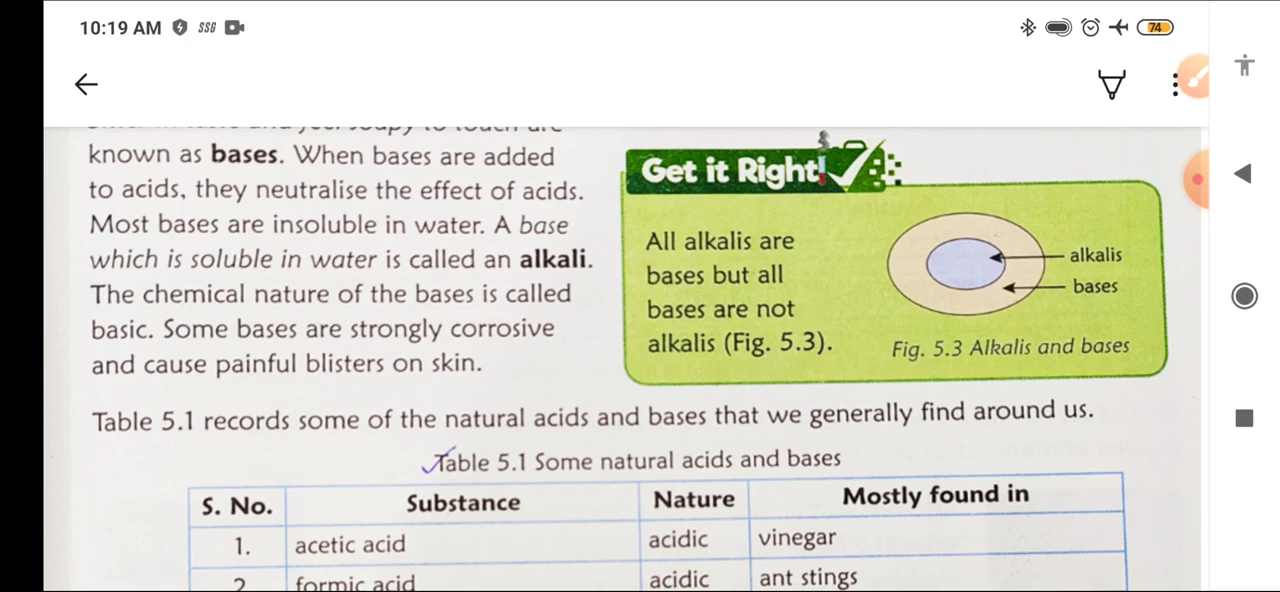 10:19 AM SSG
74
known as bases. When bases are added
to acids, they neutralise the effect of acids.
Most bases are insoluble in water. A base
which is soluble in water is called an alkali.
The chemical nature of the bases is called
basic. Some bases are strongly corrosive
and cause painful blisters on skin.
Get it Right!
All alkalis are
bases but all
bases are not
alkalis (Fig. 5.3).
alkalis
bases
Fig. 5.3 Alkalis and bases
Table 5.1 records some of the natural acids and bases that we generally find around us.
Table 5.1 Some natural acids and bases
S. No. Substance Nature Mostly found in
1. acetic acid acidic vinegar
2. formic acid acidic ant stings